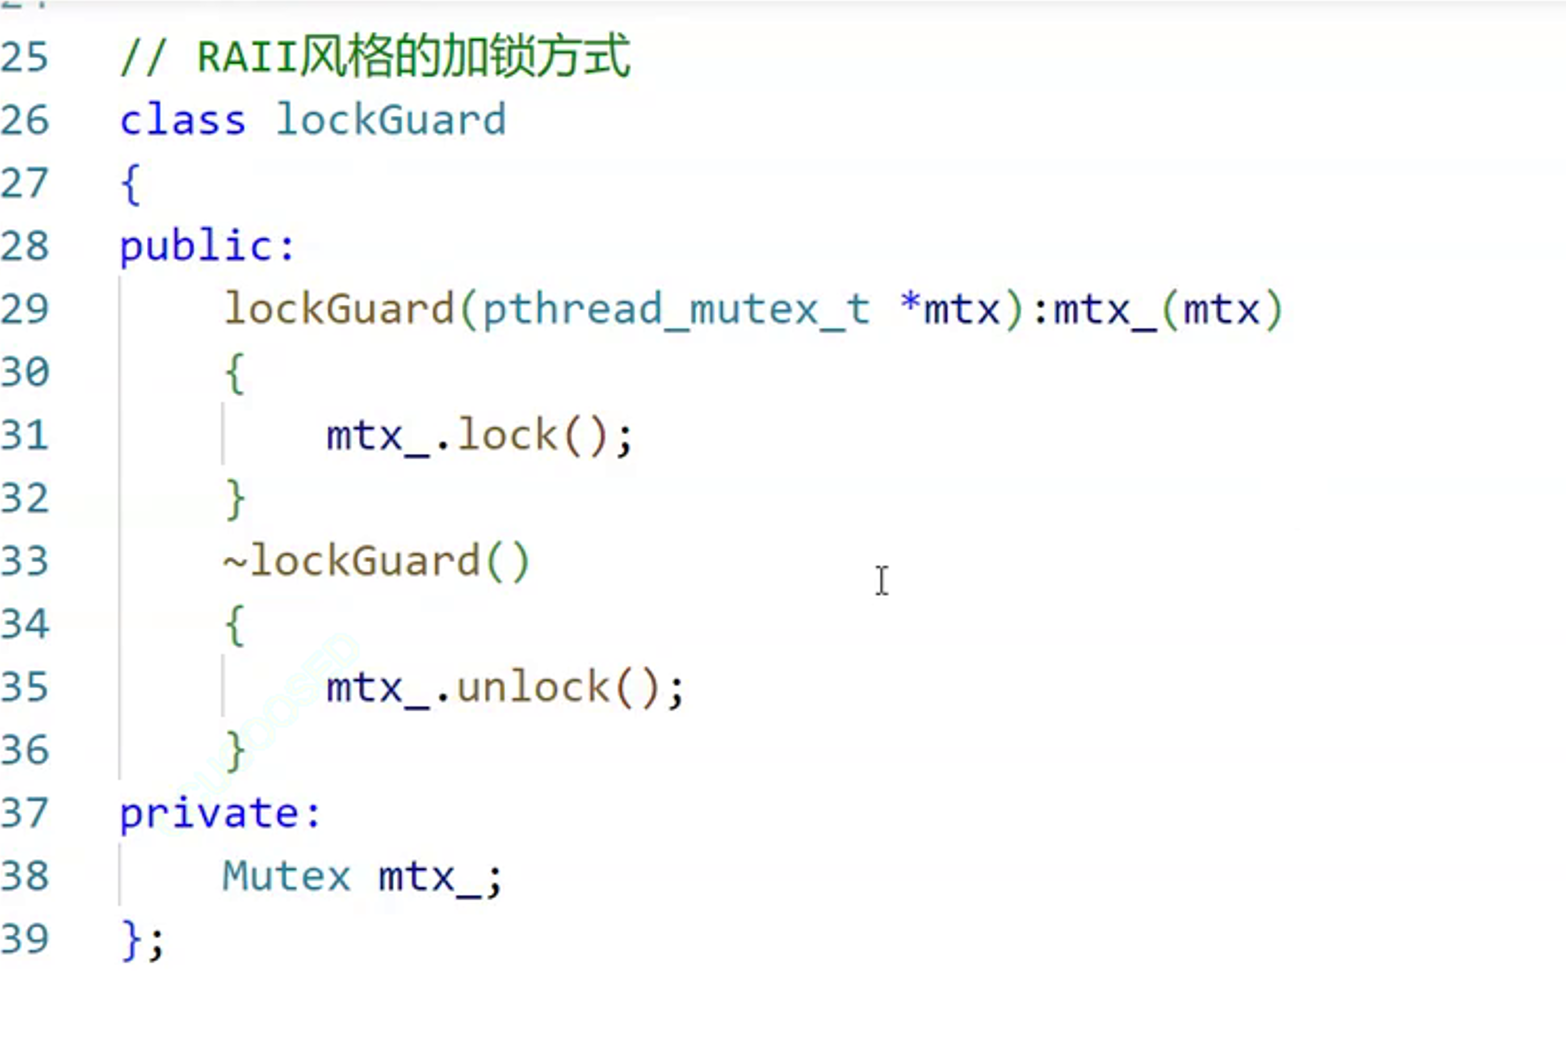 25 // RAII风格的加锁方式
26 class lockGuard
27 {
28 public:
29     lockGuard(pthread_mutex_t *mtx):mtx_(mtx)
30     {
31         mtx_.lock();
32     }
33     ~lockGuard()
34     {
35         mtx_.unlock();
36     }
37 private:
38     Mutex mtx_;
39 };